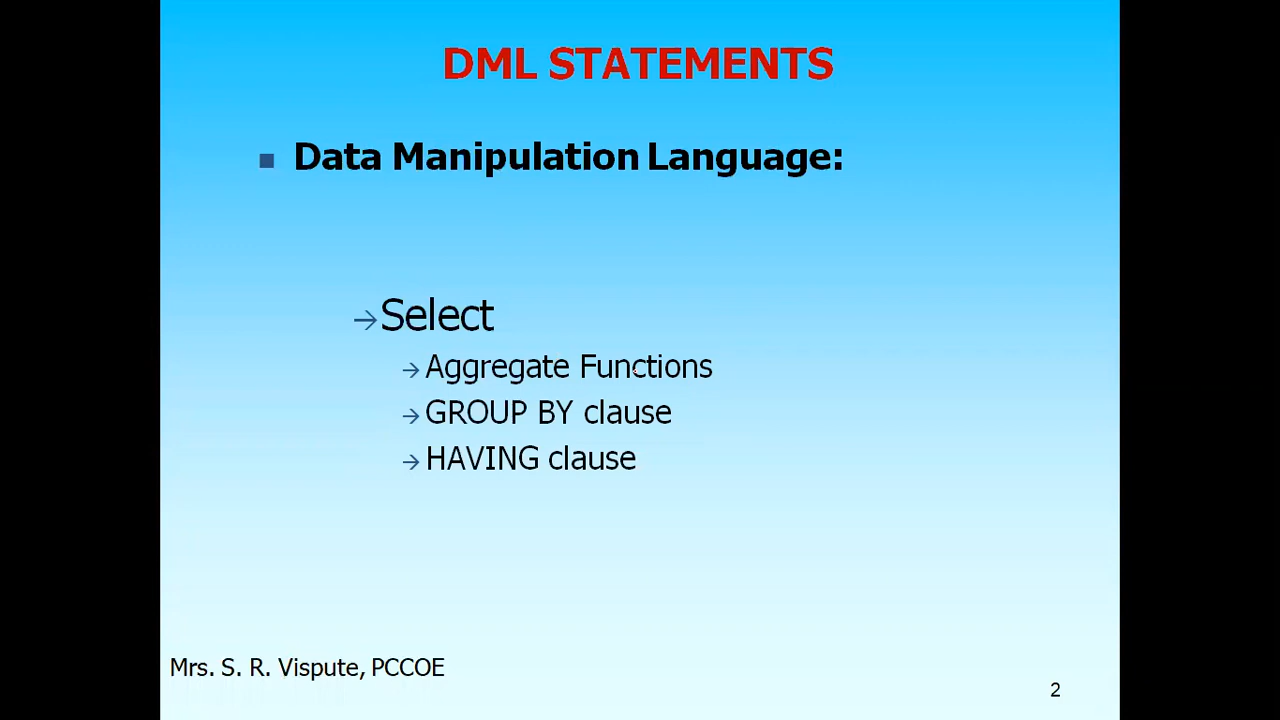 DML STATEMENTS
Data Manipulation Language:
Select
Aggregate Functions
GROUP BY clause
HAVING clause
Mrs. S. R. Vispute, PCCOE
2